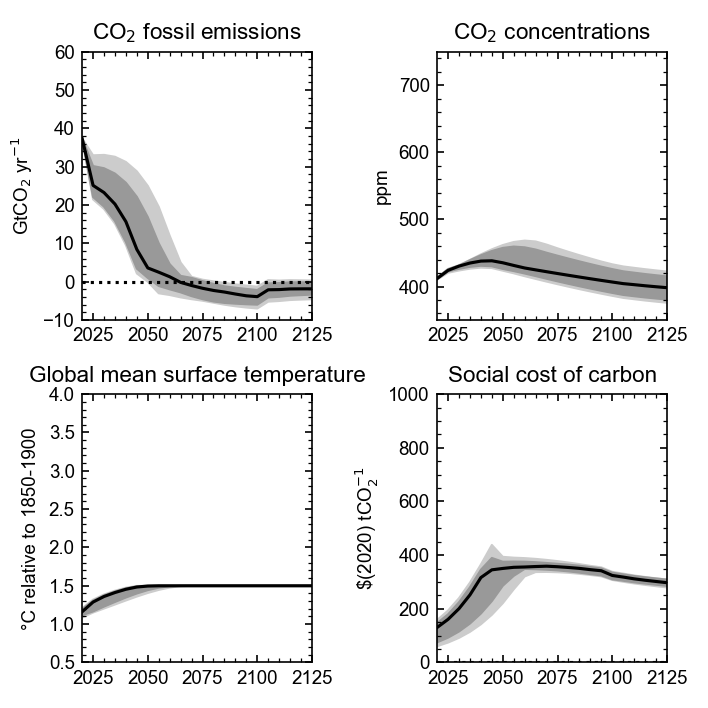 CO₂ fossil emissions
GtCO₂ yr⁻¹
60
50
40
30
20
10
0
−10
2025 2050 2075 2100 2125
CO₂ concentrations
ppm
700
600
500
400
2025 2050 2075 2100 2125
Global mean surface temperature
°C relative to 1850-1900
4.0
3.5
3.0
2.5
2.0
1.5
1.0
0.5
2025 2050 2075 2100 2125
Social cost of carbon
$(2020) tCO₂⁻¹
1000
800
600
400
200
0
2025 2050 2075 2100 2125